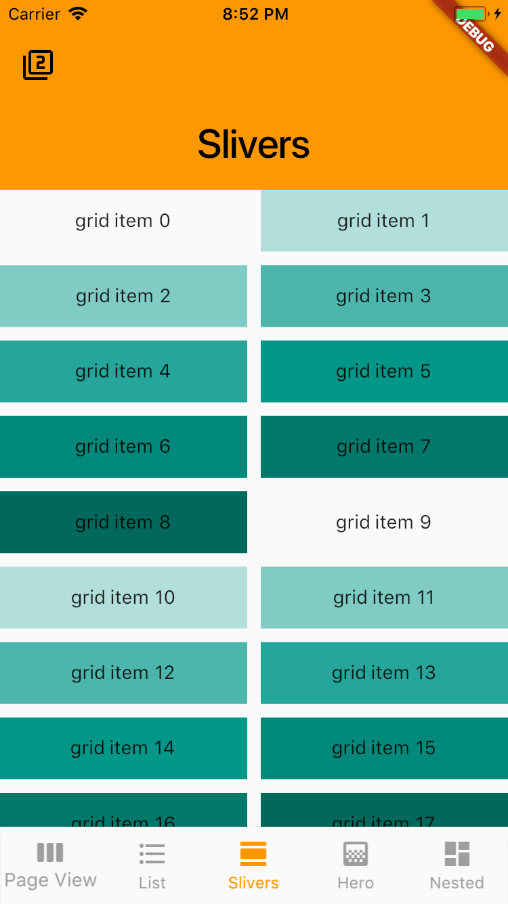 Carrier 8:52 PM
DEBUG
2
Slivers
grid item 0 grid item 1
grid item 2 grid item 3
grid item 4 grid item 5
grid item 6 grid item 7
grid item 8 grid item 9
grid item 10 grid item 11
grid item 12 grid item 13
grid item 14 grid item 15
grid item 16 grid item 17
Page View List Slivers Hero Nested